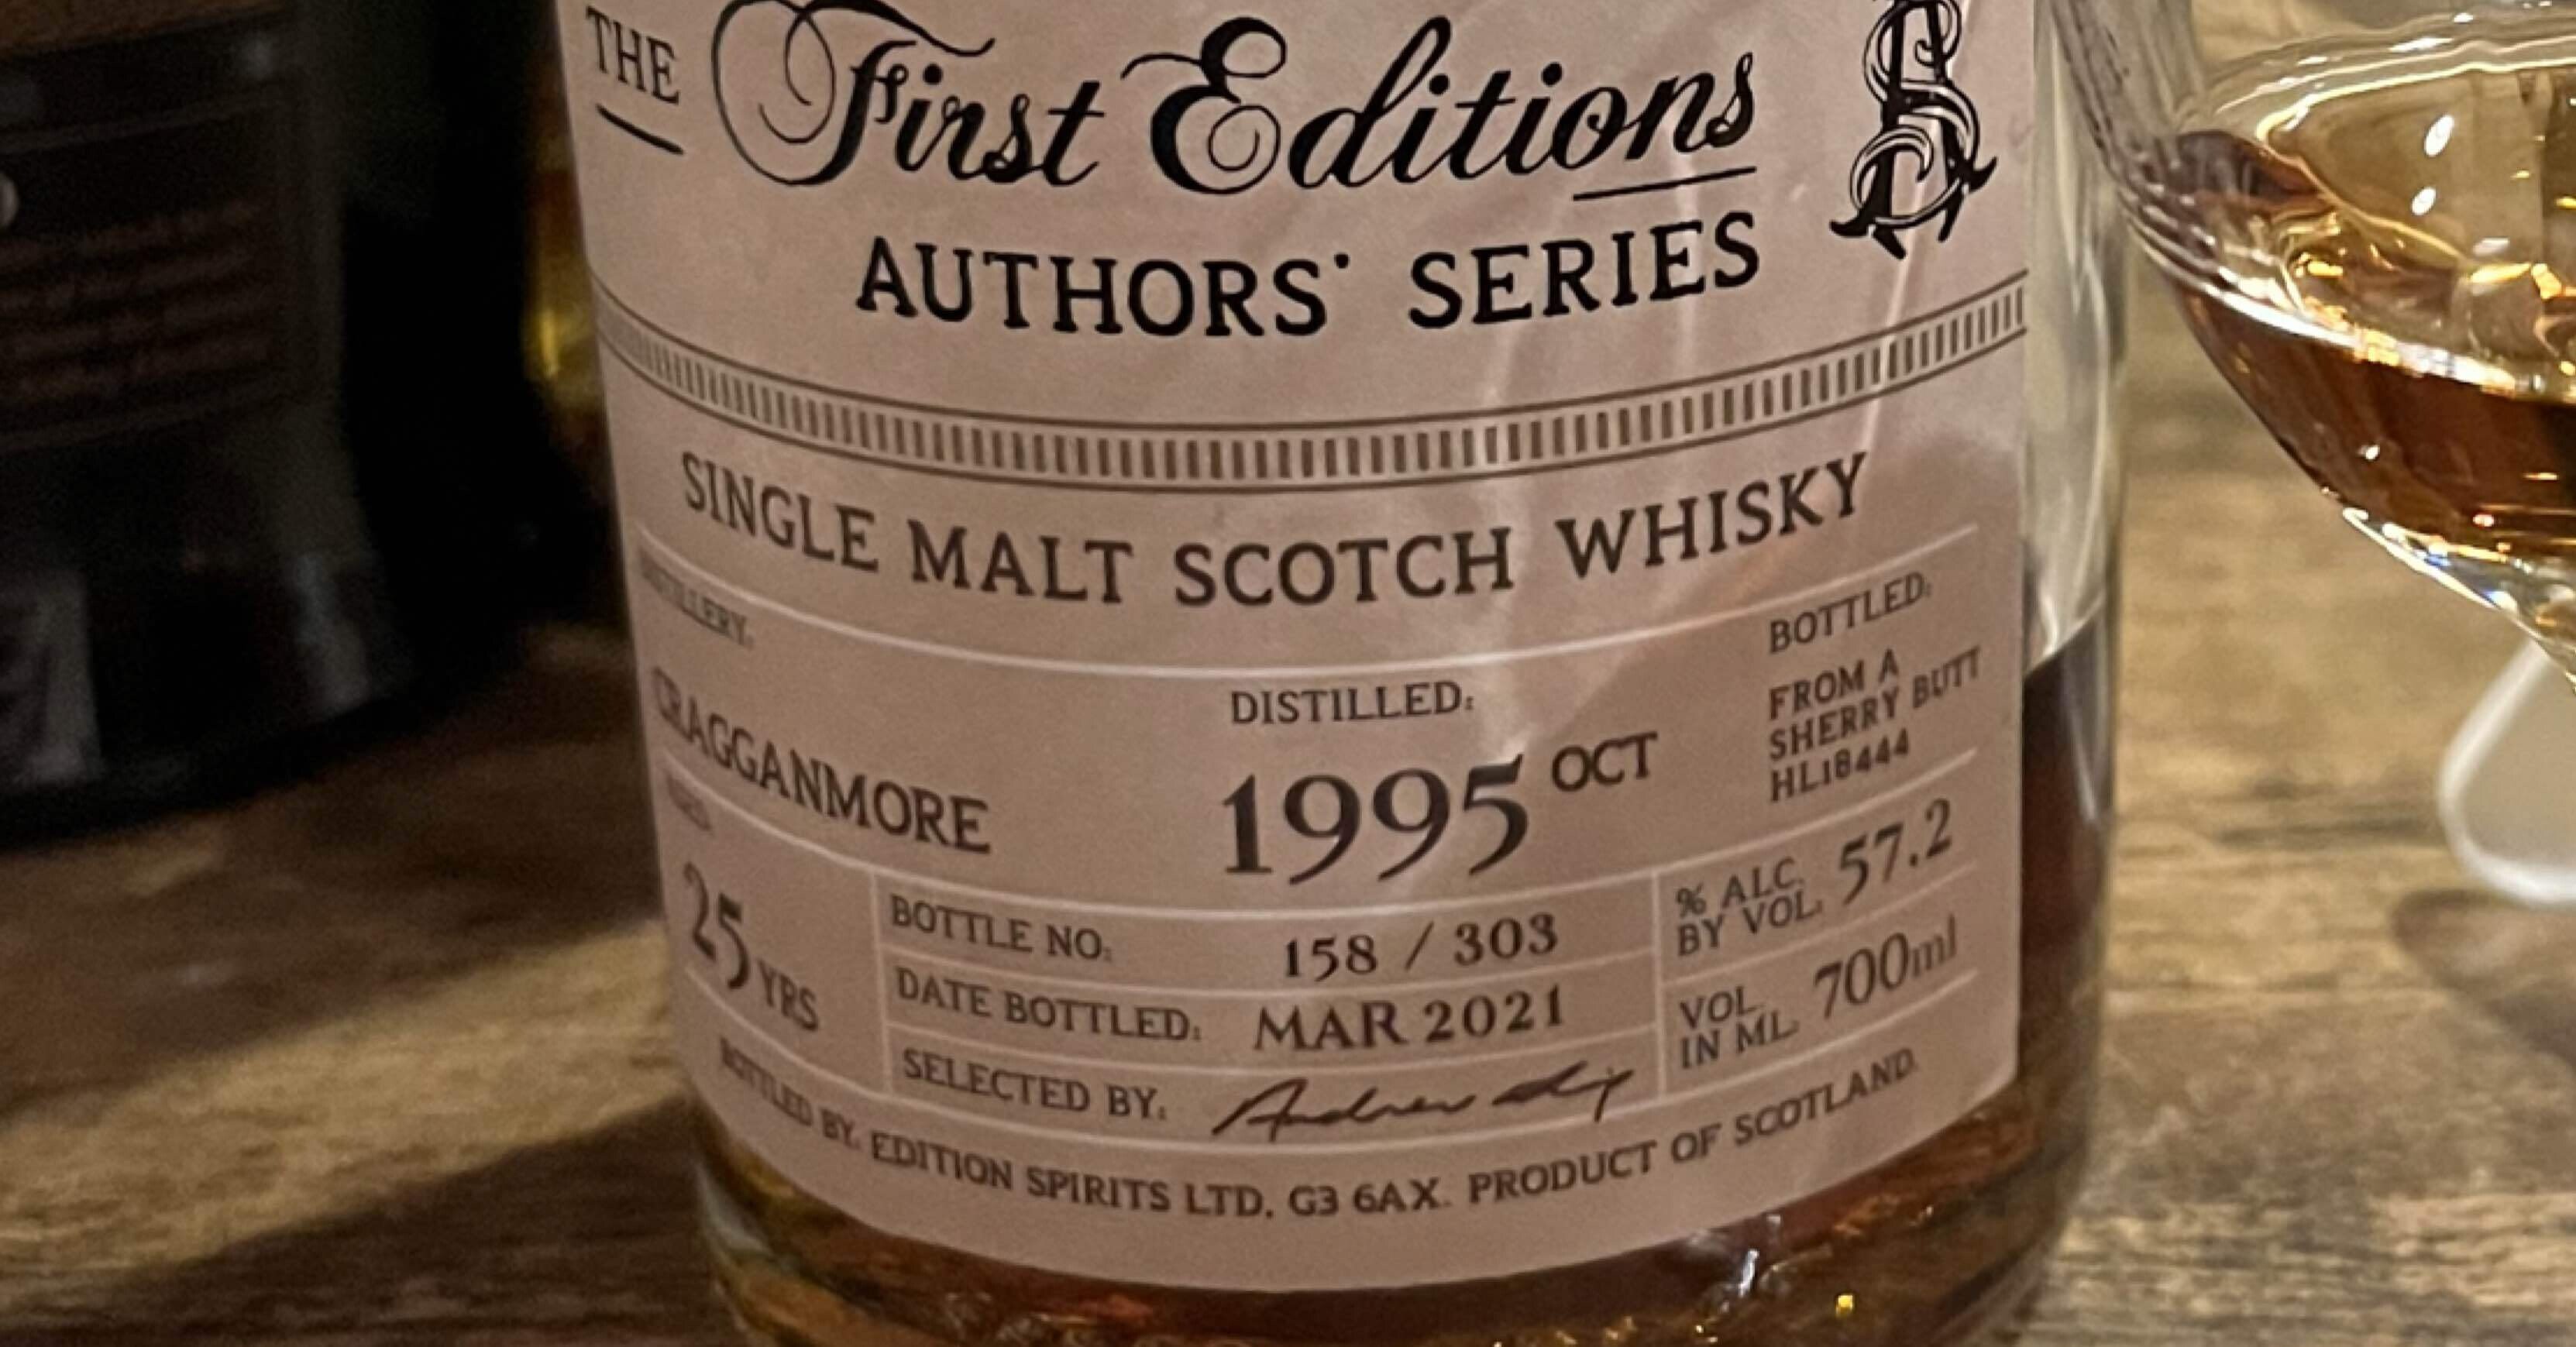 THE First Editions
AUTHORS' SERIES
SINGLE MALT SCOTCH WHISKY
DISTILLERY:
CRAGGANMORE
DISTILLED:
1995 OCT
BOTTLED:
FROM A
SHERRY BUTT
HL18444
25 YRS
BOTTLE NO: 158 / 303
DATE BOTTLED: MAR 2021
SELECTED BY: Andrew
% ALC.
BY VOL. 57.2
VOL
IN ML. 700ml
BOTTLED BY: EDITION SPIRITS LTD, G3 6AX. PRODUCT OF SCOTLAND.